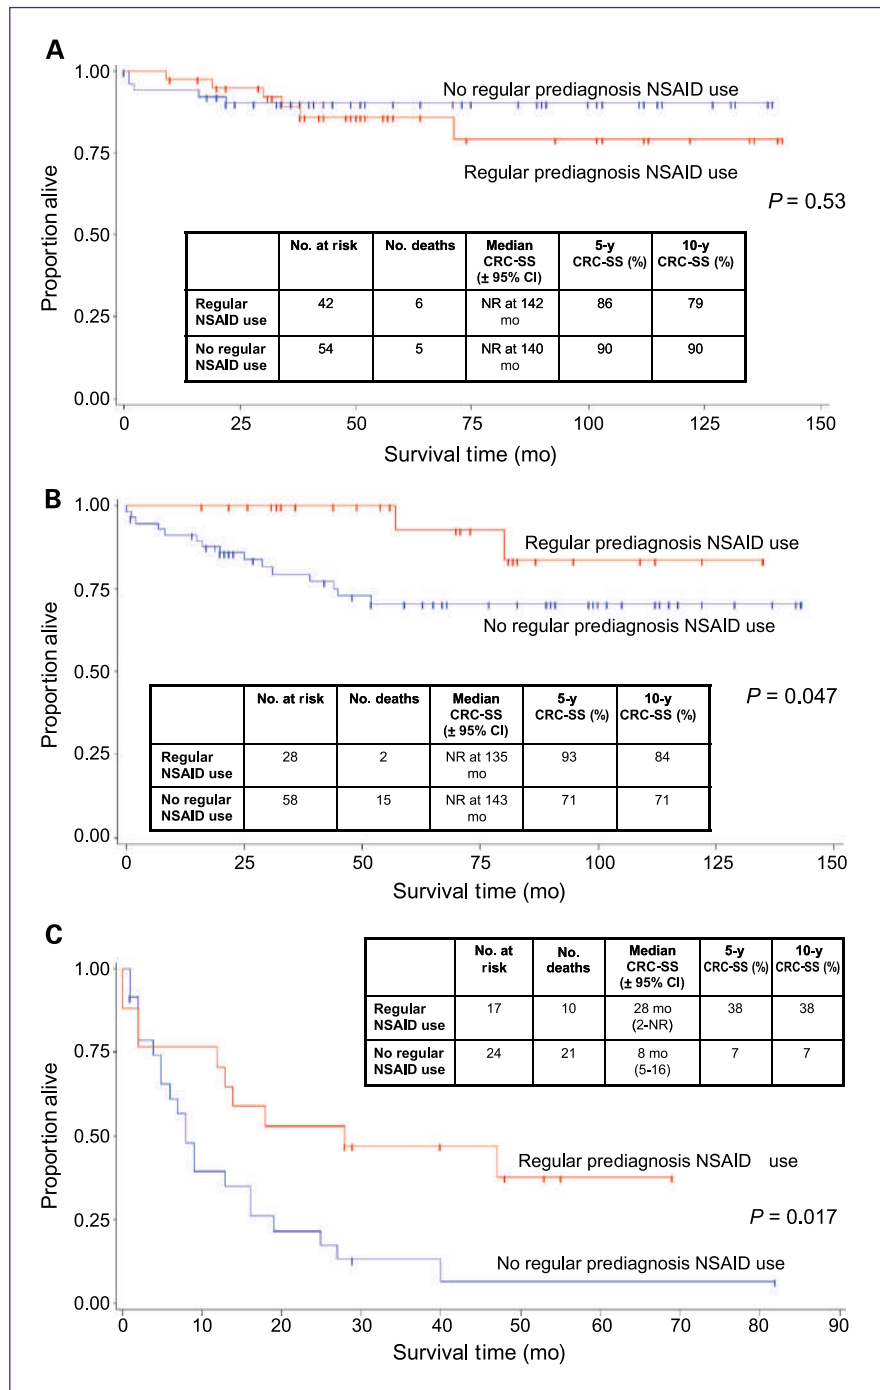 A
1.00
0.75
0.50
0.25
0.00
Proportion alive
No regular prediagnosis NSAID use
Regular prediagnosis NSAID use
P = 0.53
No. at risk No. deaths Median CRC-SS (± 95% CI) 5-y CRC-SS (%) 10-y CRC-SS (%)
Regular NSAID use 42 6 NR at 142 mo 86 79
No regular NSAID use 54 5 NR at 140 mo 90 90
0 25 50 75 100 125 150
Survival time (mo)
B
1.00
0.75
0.50
0.25
0.00
Proportion alive
Regular prediagnosis NSAID use
No regular prediagnosis NSAID use
P = 0.047
No. at risk No. deaths Median CRC-SS (± 95% CI) 5-y CRC-SS (%) 10-y CRC-SS (%)
Regular NSAID use 28 2 NR at 135 mo 93 84
No regular NSAID use 58 15 NR at 143 mo 71 71
0 25 50 75 100 125 150
Survival time (mo)
C
1.00
0.75
0.50
0.25
0.00
Proportion alive
No. at risk No. deaths Median CRC-SS (± 95% CI) 5-y CRC-SS (%) 10-y CRC-SS (%)
Regular NSAID use 17 10 28 mo (2-NR) 38 38
No regular NSAID use 24 21 8 mo (5-16) 7 7
Regular prediagnosis NSAID use
P = 0.017
No regular prediagnosis NSAID use
0 10 20 30 40 50 60 70 80 90
Survival time (mo)